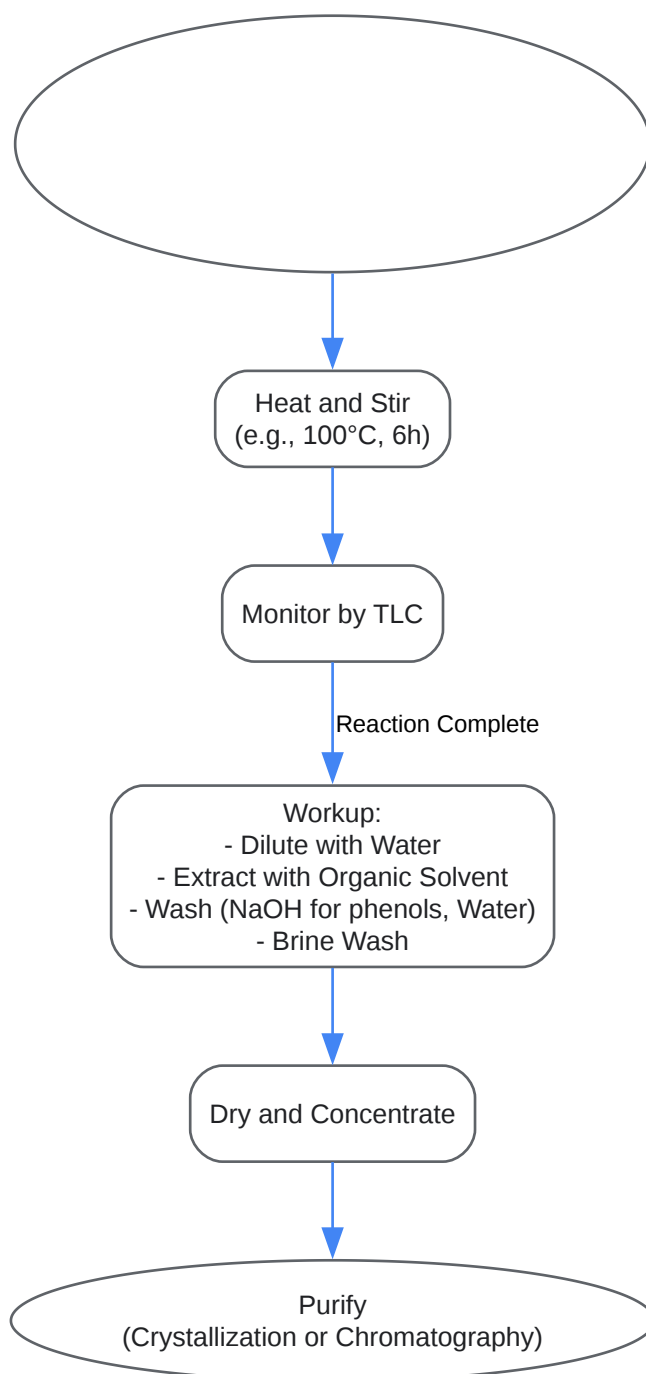 Heat and Stir
(e.g., 100°C, 6h)
Monitor by TLC
Reaction Complete
Workup:
- Dilute with Water
- Extract with Organic Solvent
- Wash (NaOH for phenols, Water)
- Brine Wash
Dry and Concentrate
Purify
(Crystallization or Chromatography)